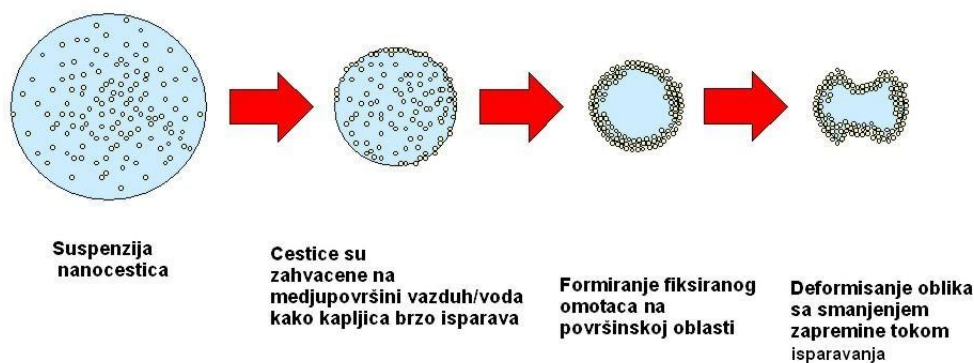 Suspenzija
nanocestica
Cestice su
zahvacene na
medjupovršini vazduh/voda
kako kapljica brzo isparava
Formiranje fiksiranog
omotaca na
površinskoj oblasti
Deformisanje oblika
sa smanjenjem
zapremine tokom
isparavanja